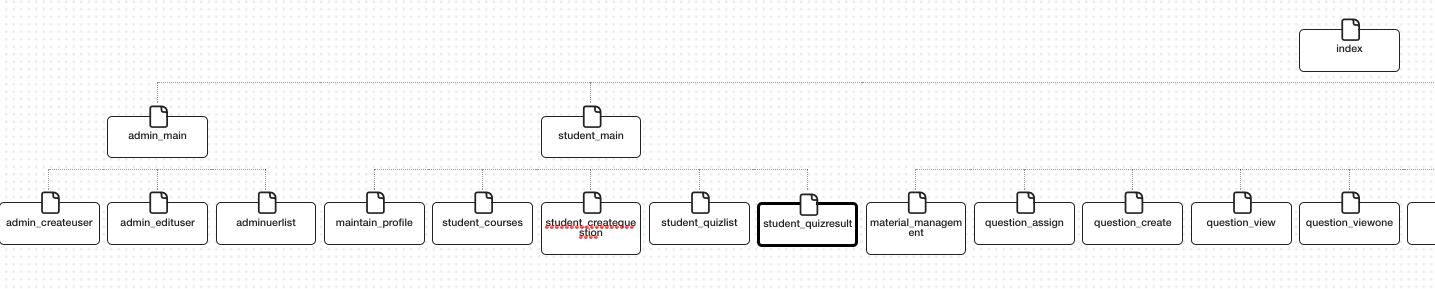 index
admin_main
student_main
admin_createuser
admin_edituser
adminuerlist
maintain_profile
student_courses
student_createque
stion
student_quizlist
student_quizresult
material_managem
ent
question_assign
question_create
question_view
question_viewone